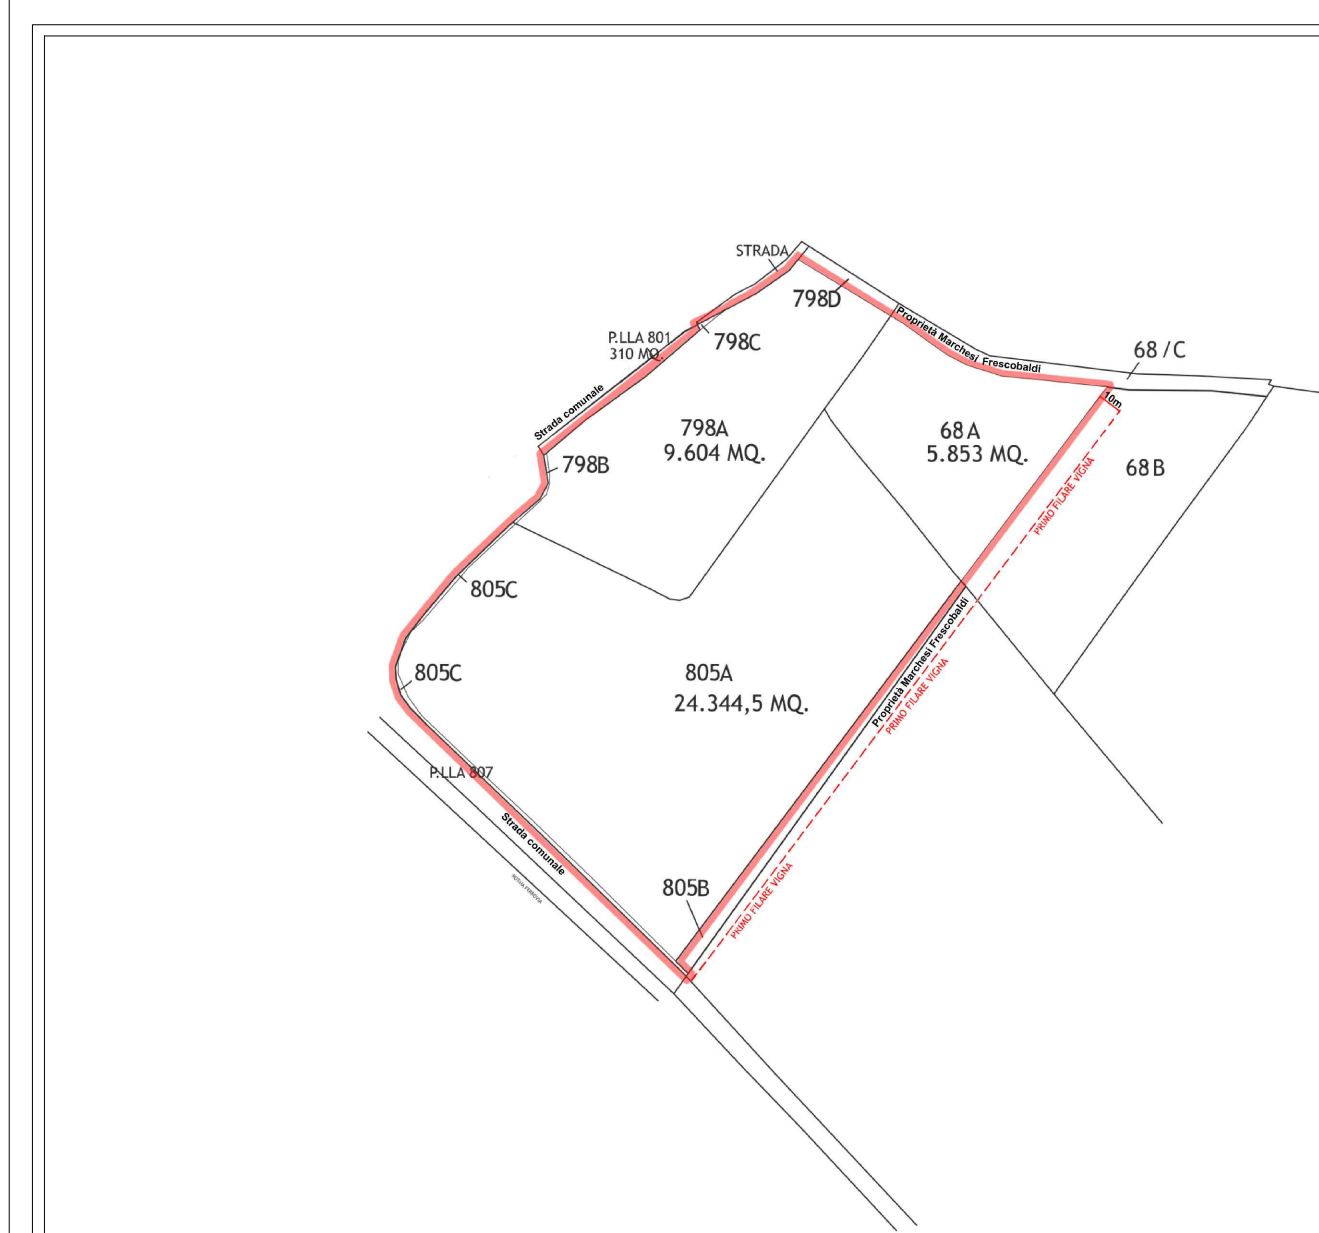 STRADA
798D
Proprietà Marchesi Frescobaldi
P.LLA 801
310 MQ.
798C
68 /C
10m
Strada comunale
798A
9.604 MQ.
68 A
5.853 MQ.
798B
68 B
PRIMO FILARE VIGNA
805C
Proprietà Marchesi Frescobaldi
805C
805A
24.344,5 MQ.
PRIMO FILARE VIGNA
P.LLA 807
Strada comunale
805B
PRIMO FILARE VIGNA